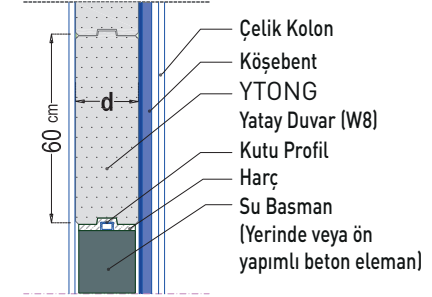 Çelik Kolon
Köşebent
YTONG
Yatay Duvar (W8)
Kutu Profil
Harç
Su Basman
(Yerinde veya ön
yapımlı beton eleman)
d
60 cm